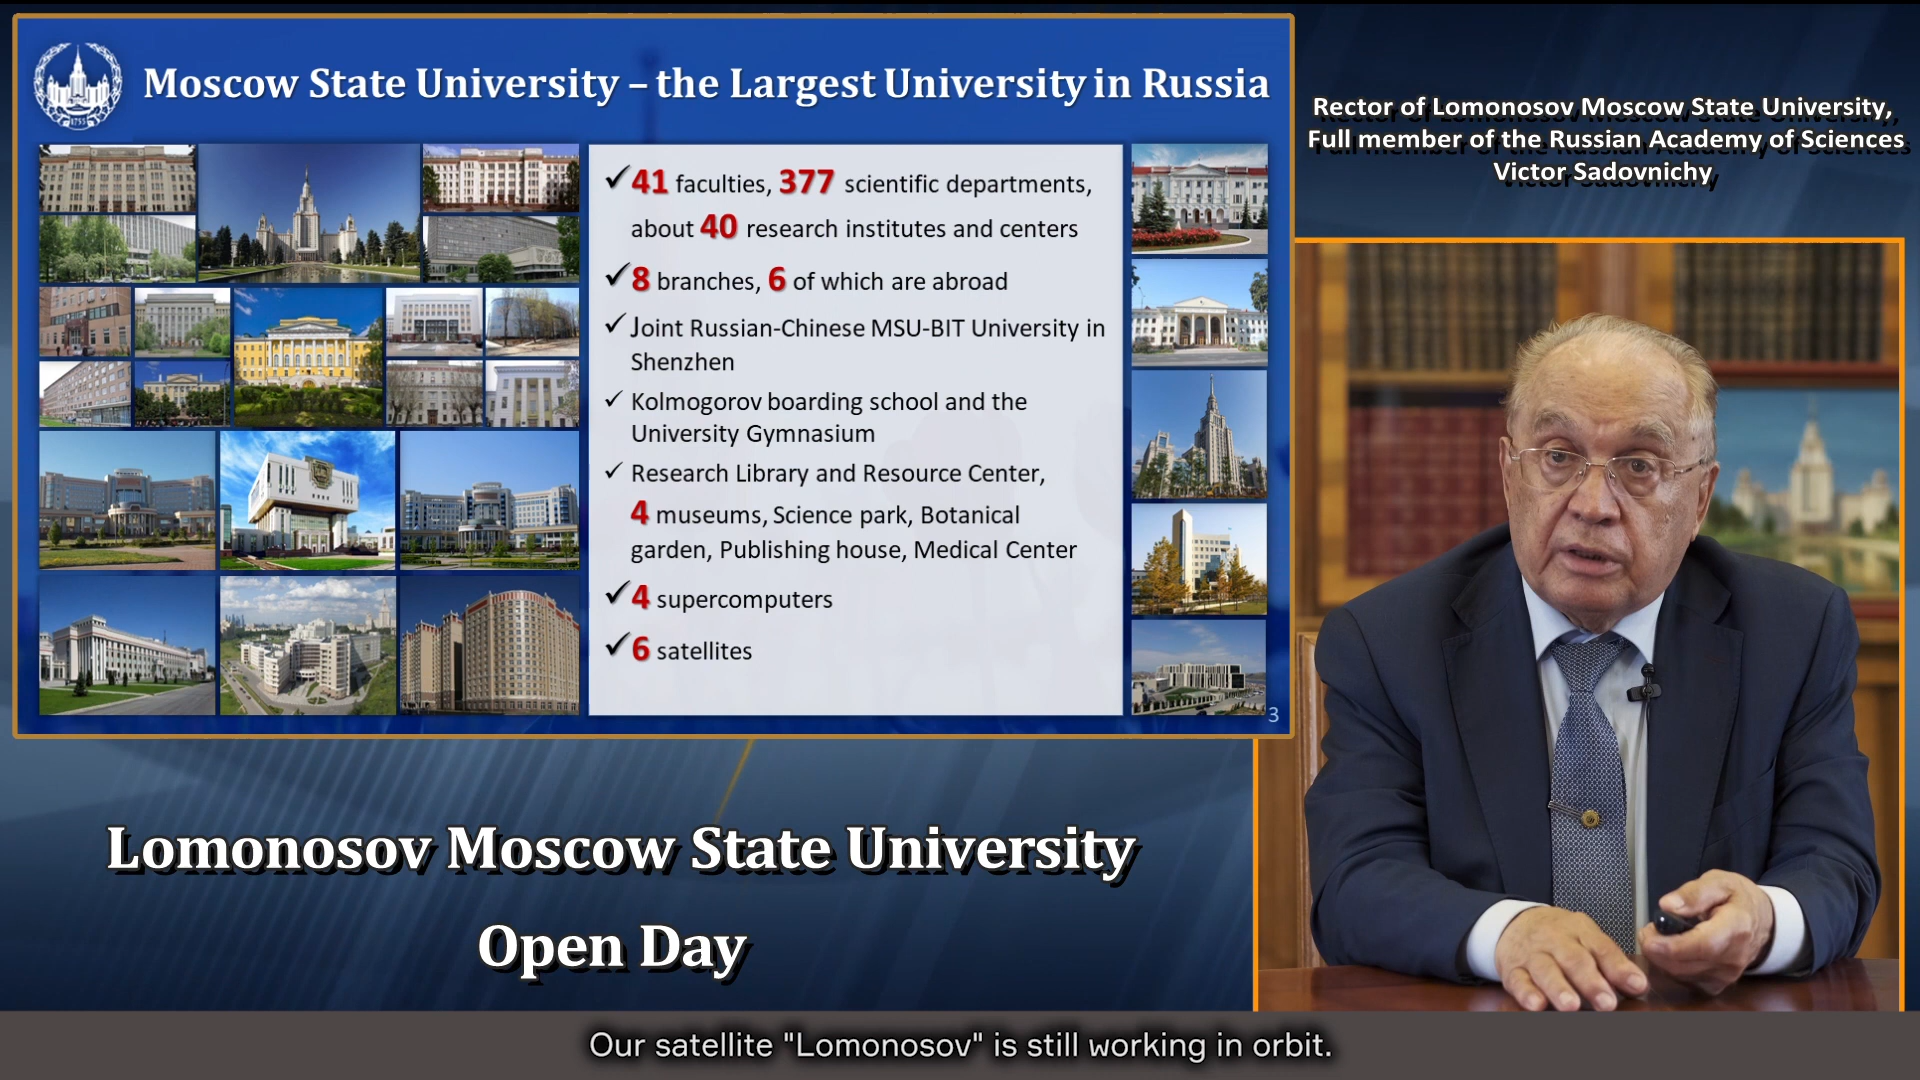 Moscow State University – the Largest University in Russia
1755
✓41 faculties, 377 scientific departments,
about 40 research institutes and centers
✓8 branches, 6 of which are abroad
✓Joint Russian-Chinese MSU-BIT University in
Shenzhen
✓ Kolmogorov boarding school and the
University Gymnasium
✓ Research Library and Resource Center,
4 museums, Science park, Botanical
garden, Publishing house, Medical Center
✓4 supercomputers
✓6 satellites
3
Rector of Lomonosov Moscow State University,
Full member of the Russian Academy of Sciences
Victor Sadovnichy
Lomonosov Moscow State University
Open Day
Our satellite "Lomonosov" is still working in orbit.